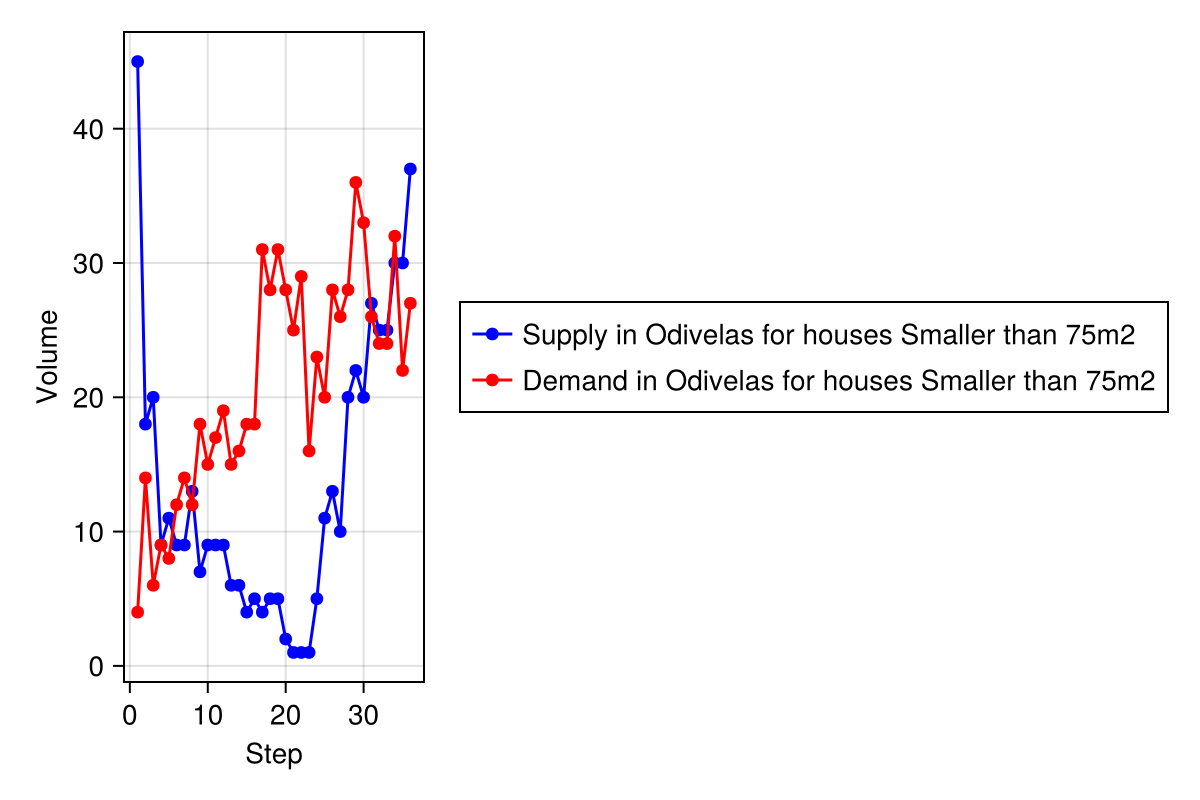 Volume
40
30
20
10
0
0 10 20 30
Step
Supply in Odivelas for houses Smaller than 75m2
Demand in Odivelas for houses Smaller than 75m2